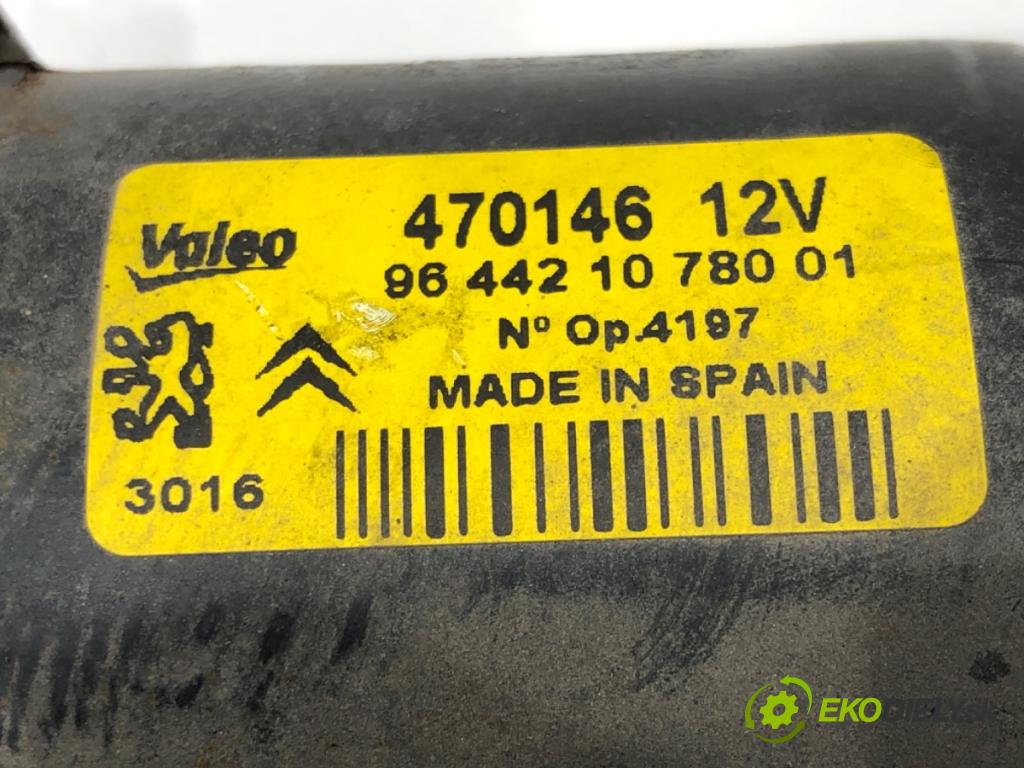 Valeo
470146 12V
96 442 10 780 01
Nº Op.4197
MADE IN SPAIN
3016
EKO